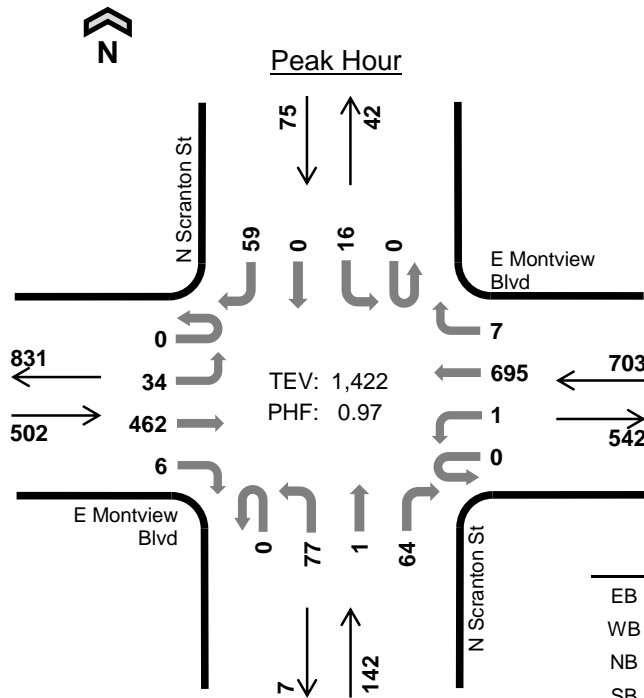 N
Peak Hour
75
42
N Scranton St
59
0
16
0
E Montview
Blvd
0
7
831
34
TEV: 1,422
695
703
502
462
PHF: 0.97
1
542
6
0
E Montview
Blvd
0
77
1
64
N Scranton St
7
142
EB
WB
NB
SB